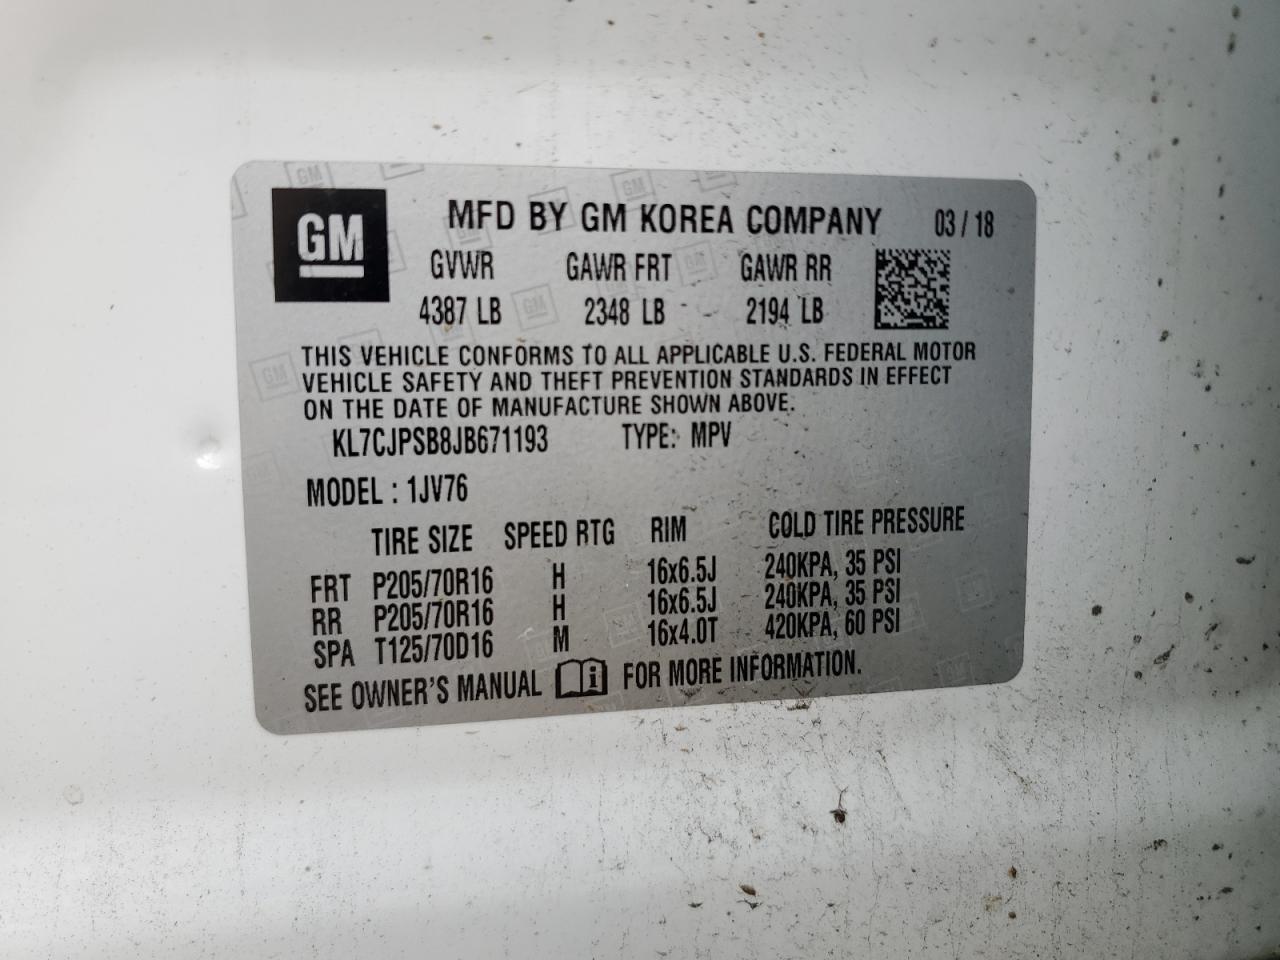 GM MFD BY GM KOREA COMPANY 03 / 18
GVWR GAWR FRT GAWR RR
4387 LB 2348 LB 2194 LB
THIS VEHICLE CONFORMS TO ALL APPLICABLE U.S. FEDERAL MOTOR
VEHICLE SAFETY AND THEFT PREVENTION STANDARDS IN EFFECT
ON THE DATE OF MANUFACTURE SHOWN ABOVE.
KL7CJPSB8JB671193 TYPE: MPV
MODEL : 1JV76
TIRE SIZE SPEED RTG RIM COLD TIRE PRESSURE
FRT P205/70R16 H 16x6.5J 240KPA, 35 PSI
RR P205/70R16 H 16x6.5J 240KPA, 35 PSI
SPA T125/70D16 M 16x4.0T 420KPA, 60 PSI
SEE OWNER'S MANUAL FOR MORE INFORMATION.